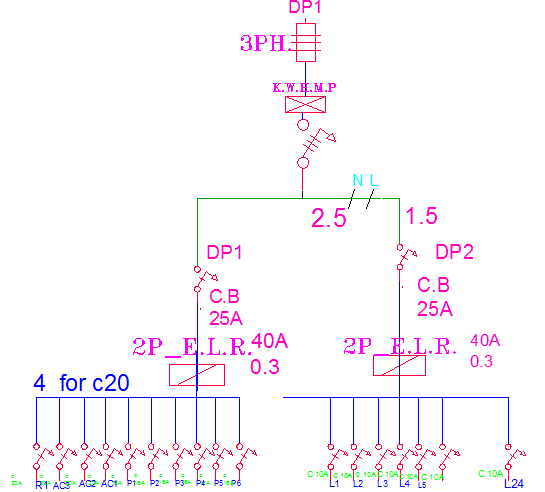 DP1
3PH.
K.W.H.M.P
N L
2.5
1.5
DP1
C.B
25A
DP2
C.B
25A
2P_E.L.R.
40A
0.3
2P_E.L.R.
40A
0.3
4 for c20
R1 AC3 AC2 AC1 P1 P2 P3 P4 P5 P6
C 10A C 10A C 10A C 10A C 10A C 10A
L1 L2 L3 L4 L5 L24